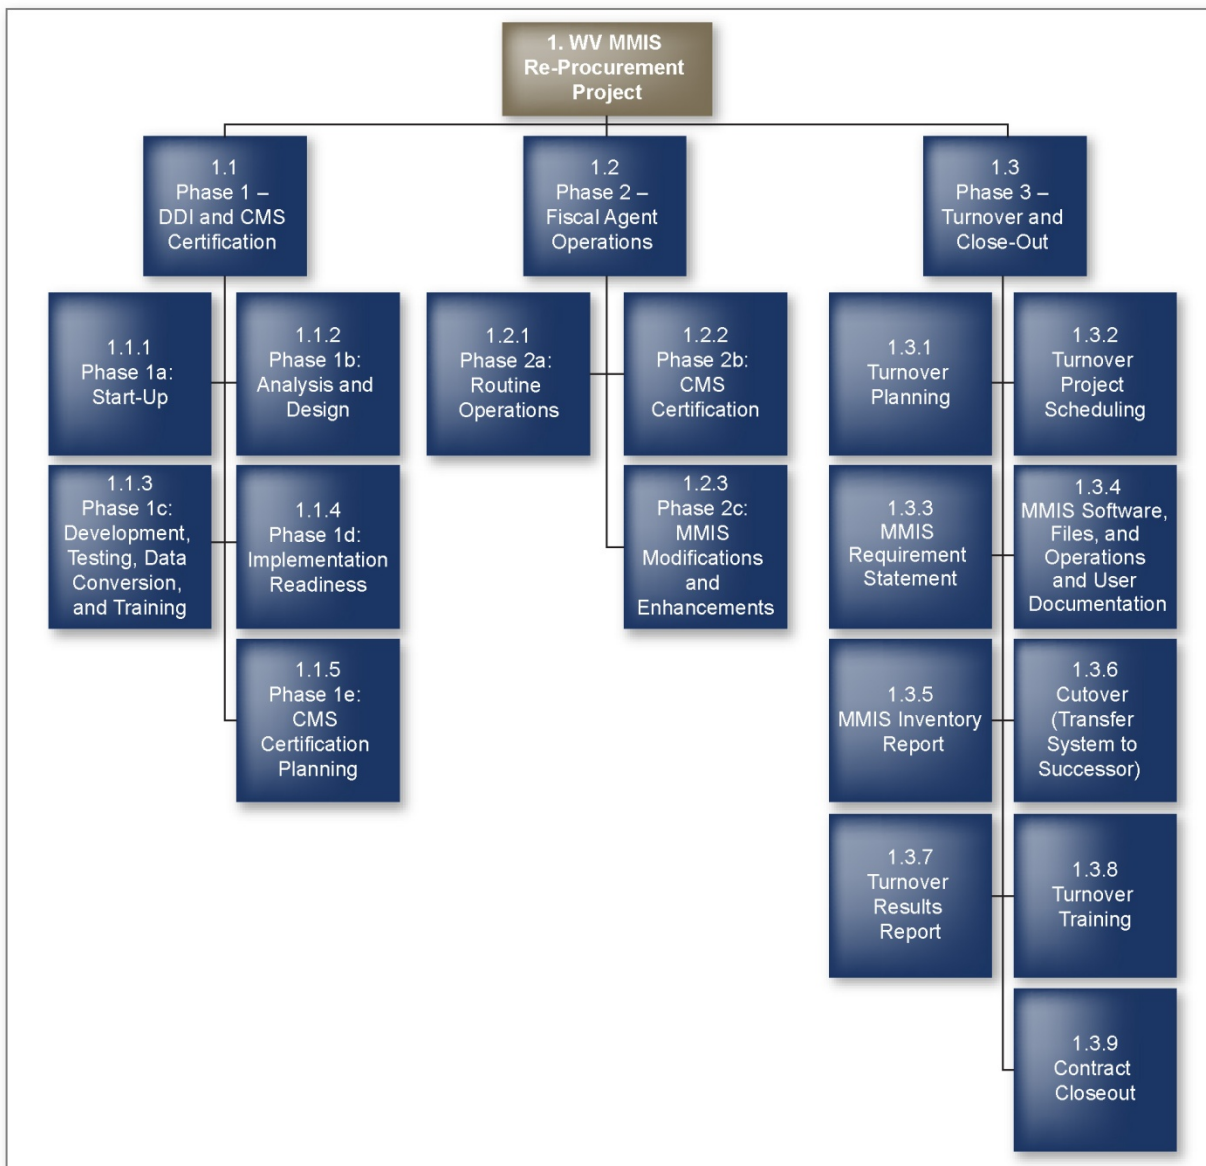 1. WV MMIS
Re-Procurement
Project
1.1
Phase 1 –
DDI and CMS
Certification
1.2
Phase 2 –
Fiscal Agent
Operations
1.3
Phase 3 –
Turnover and
Close-Out
1.1.1
Phase 1a:
Start-Up
1.1.2
Phase 1b:
Analysis and
Design
1.2.1
Phase 2a:
Routine
Operations
1.2.2
Phase 2b:
CMS
Certification
1.3.1
Turnover
Planning
1.3.2
Turnover
Project
Scheduling
1.1.3
Phase 1c:
Development,
Testing, Data
Conversion,
and Training
1.1.4
Phase 1d:
Implementation
Readiness
1.2.3
Phase 2c:
MMIS
Modifications
and
Enhancements
1.3.3
MMIS
Requirement
Statement
1.3.4
MMIS Software,
Files, and
Operations
and User
Documentation
1.1.5
Phase 1e:
CMS
Certification
Planning
1.3.5
MMIS Inventory
Report
1.3.6
Cutover
(Transfer
System to
Successor)
1.3.7
Turnover
Results
Report
1.3.8
Turnover
Training
1.3.9
Contract
Closeout